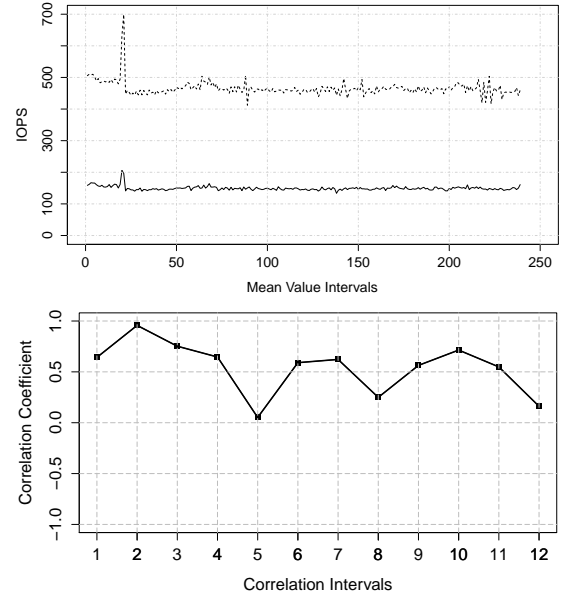 700
500
300
100
0
IOPS
0 50 100 150 200 250
Mean Value Intervals
1.0
0.5
0.0
−0.5
−1.0
Correlation Coefficient
1 2 3 4 5 6 7 8 9 10 11 12
Correlation Intervals